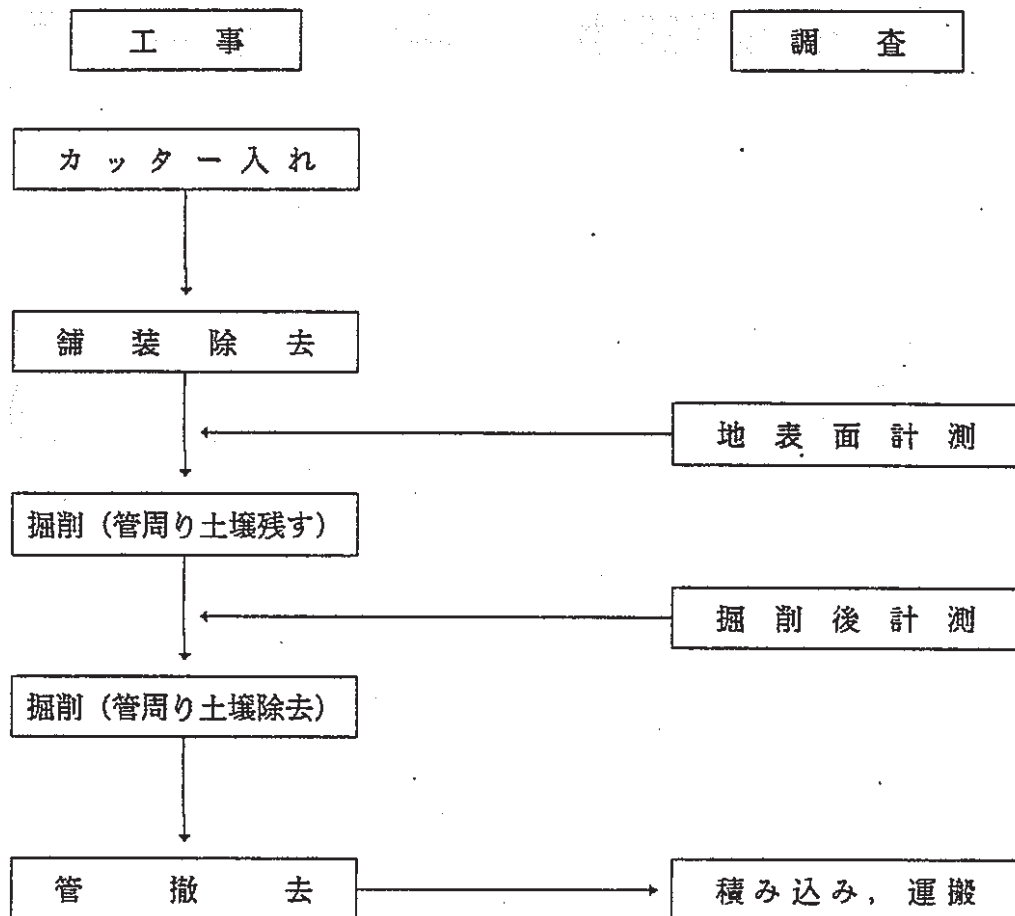 工事
調査
カッター入れ
舗装除去
地表面計測
掘削（管周り土壌残す）
掘削後計測
掘削（管周り土壌除去）
管撤去
積み込み，運搬